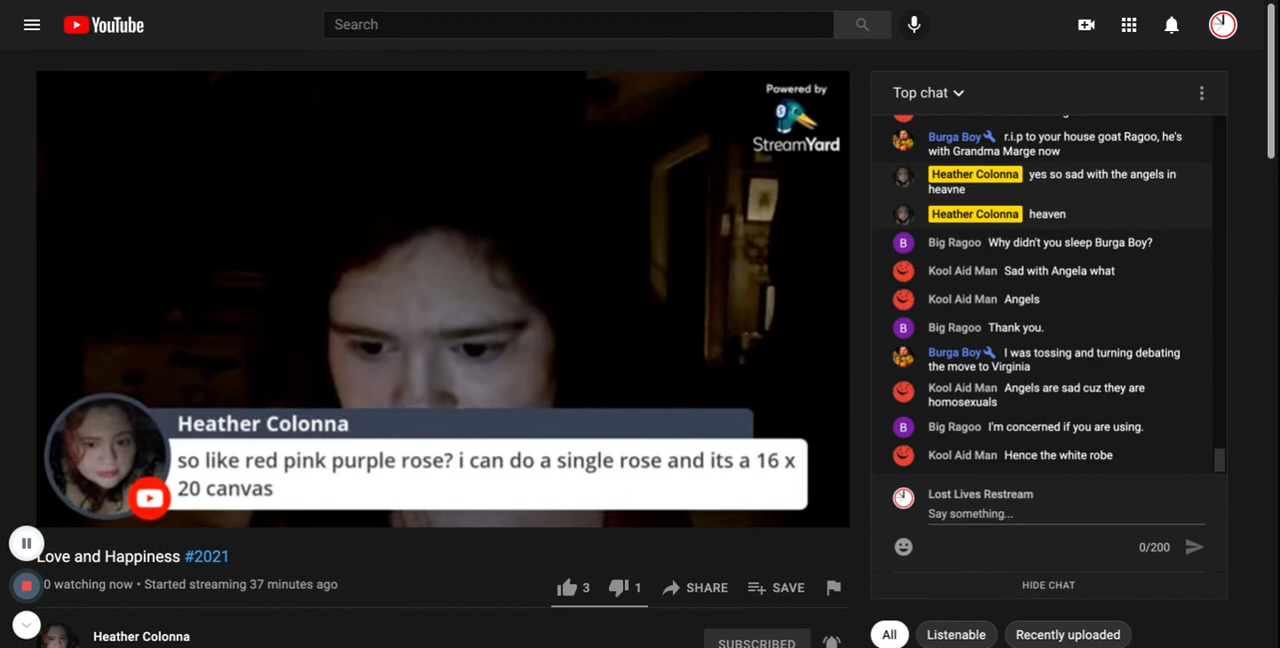 YouTube
Search
Powered by
StreamYard
Heather Colonna
so like red pink purple rose? i can do a single rose and its a 16 x
20 canvas
Love and Happiness #2021
0 watching now • Started streaming 37 minutes ago
3
1
SHARE
SAVE
Heather Colonna
SUBSCRIBED
Top chat
Burga Boy r.i.p to your house goat Ragoo, he's
with Grandma Marge now
Heather Colonna yes so sad with the angels in
heavne
Heather Colonna heaven
B Big Ragoo Why didn't you sleep Burga Boy?
Kool Aid Man Sad with Angela what
Kool Aid Man Angels
B Big Ragoo Thank you.
Burga Boy I was tossing and turning debating
the move to Virginia
Kool Aid Man Angels are sad cuz they are
homosexuals
B Big Ragoo I'm concerned if you are using.
Kool Aid Man Hence the white robe
Lost Lives Restream
Say something...
0/200
HIDE CHAT
All
Listenable
Recently uploaded